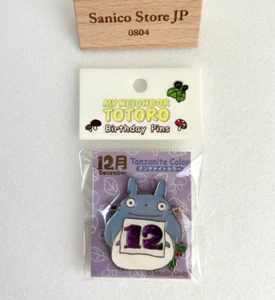 Sanico Store JP
0804
MY NEIGHBOR
TOTORO
Birthday Pins
12月
December
Tanzanite Color
タンザナイトカラー
12